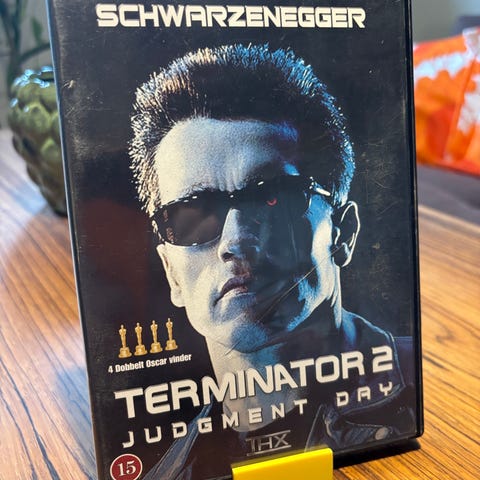 SCHWARZENEGGER
4 Dobbelt Oscar vinder
TERMINATOR 2
JUDGMENT DAY
THX
15